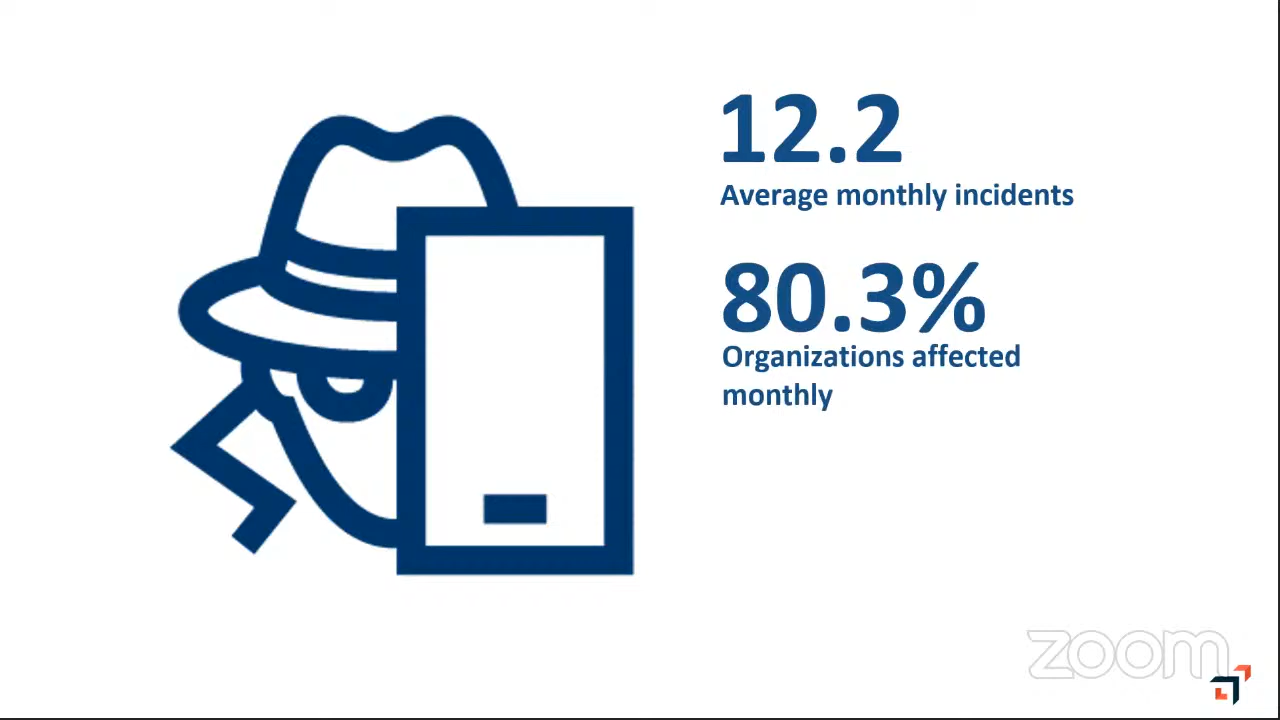 12.2
Average monthly incidents
80.3%
Organizations affected
monthly
zoom